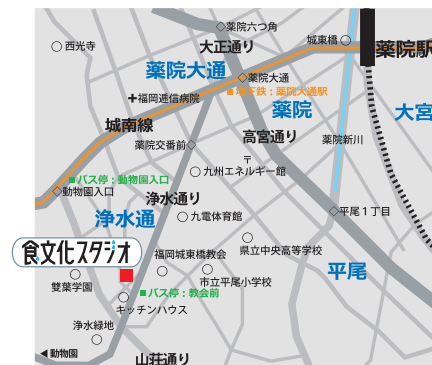 薬院六つ角
西光寺
大正通り
城東橋
薬院駅
薬院大通
薬院大通
地下鉄：薬院大通駅
福岡逓信病院
薬院
大宮
城南線
高宮通り
薬院交番前
薬院新川
〒
九州エネルギー館
バス停：動物園入口
動物園入口
浄水通り
浄水通
九電体育館
平尾1丁目
食文化スタジオ
福岡城東橋教会
県立中央高等学校
平尾
双葉学園
市立平尾小学校
バス停：教会前
キッチンハウス
浄水緑地
動物園
山荘通り